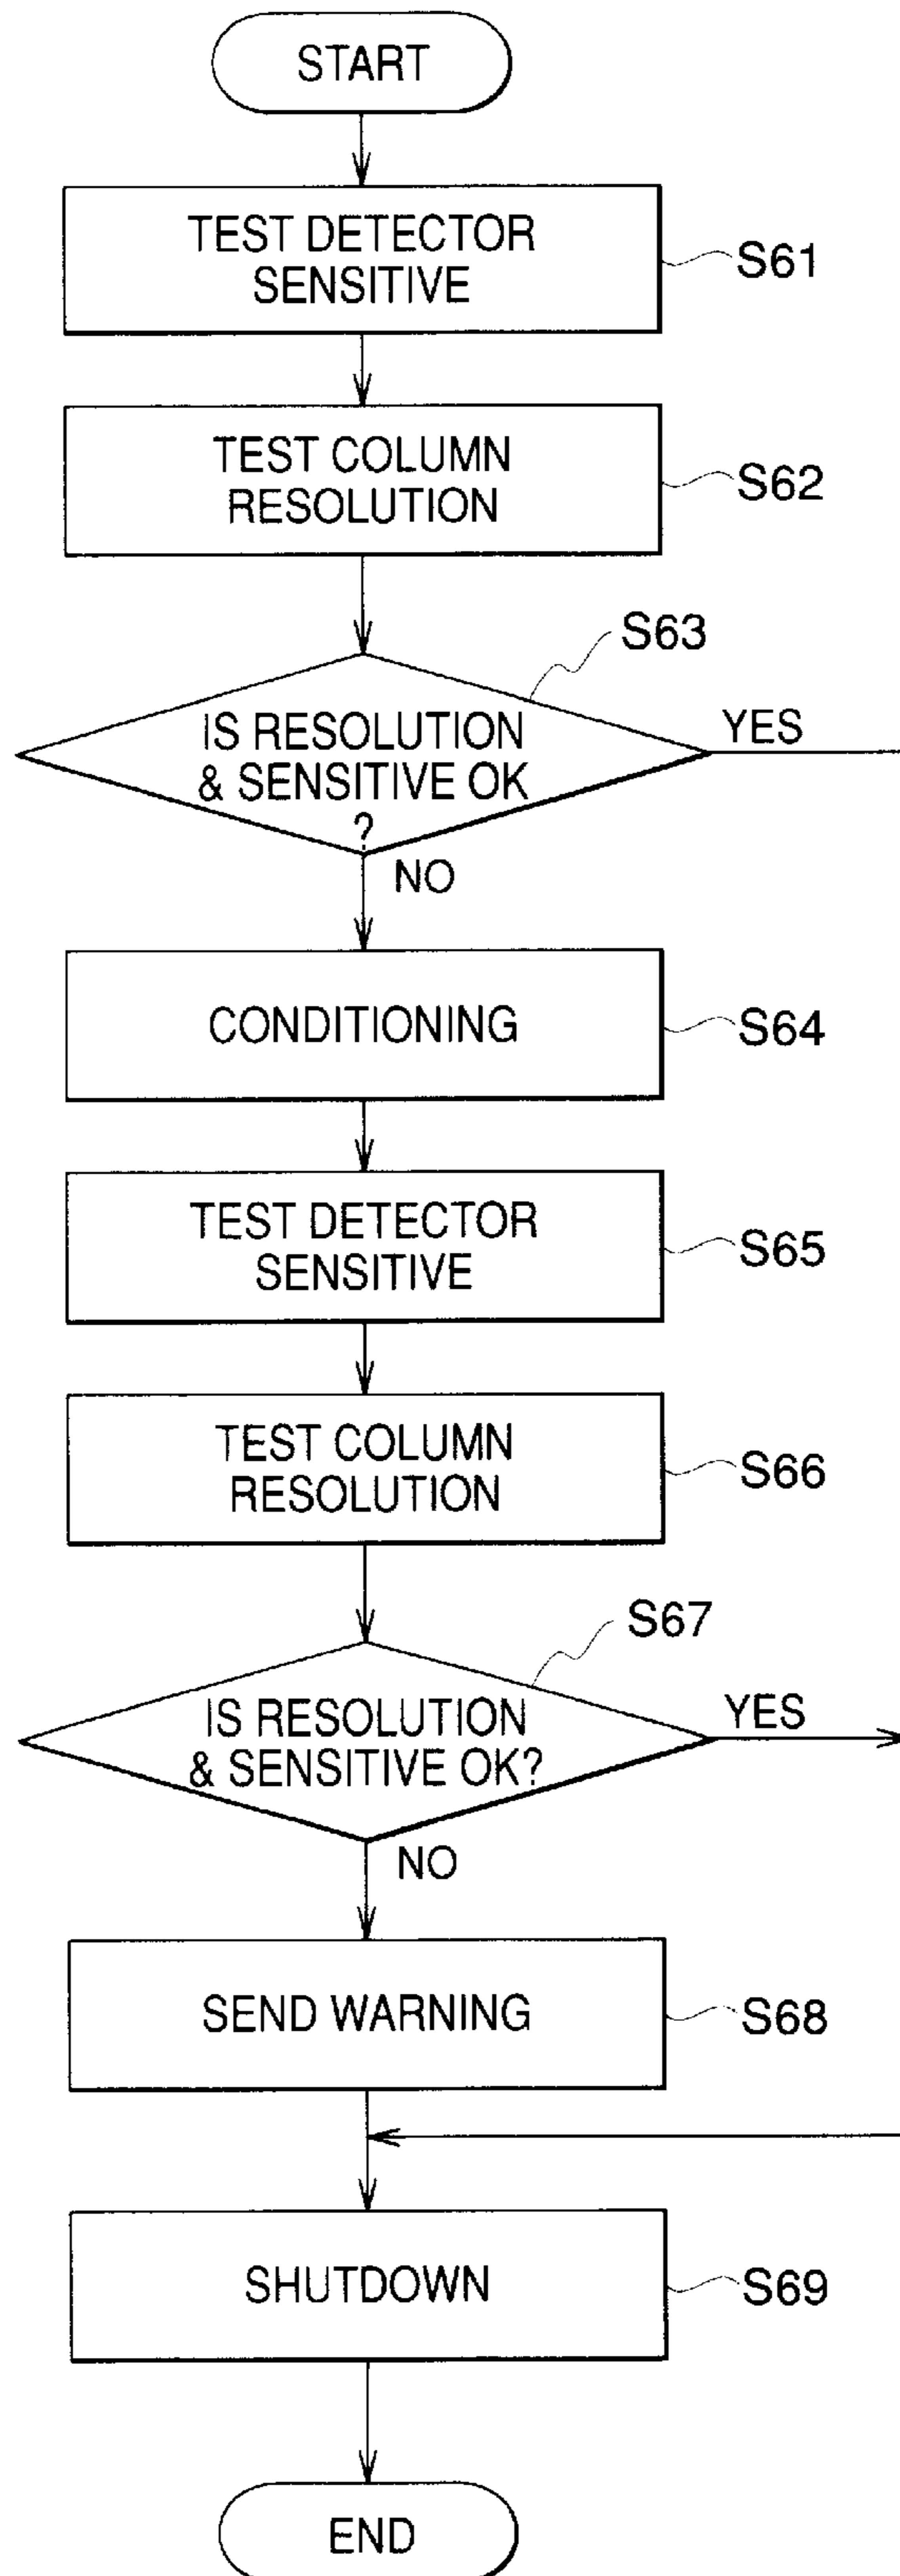 START
TEST DETECTOR
SENSITIVE
S61
TEST COLUMN
RESOLUTION
S62
S63
IS RESOLUTION
& SENSITIVE OK
?
YES
NO
CONDITIONING
S64
TEST DETECTOR
SENSITIVE
S65
TEST COLUMN
RESOLUTION
S66
S67
IS RESOLUTION
& SENSITIVE OK?
YES
NO
SEND WARNING
S68
SHUTDOWN
S69
END